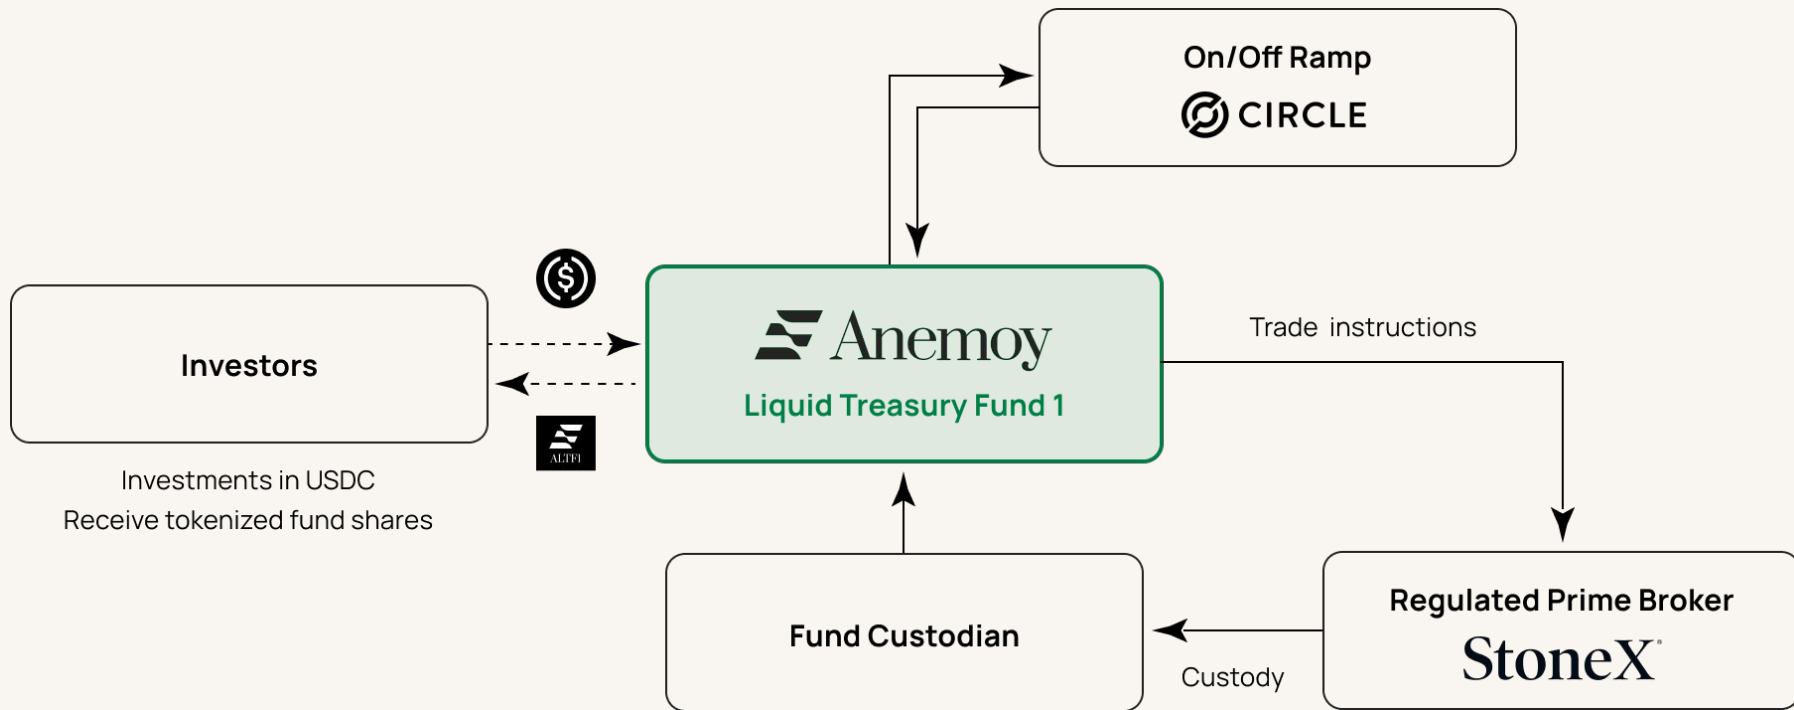 On/Off Ramp
CIRCLE
Investors
Investments in USDC
Receive tokenized fund shares
$
ALTFI
Anemoy
Liquid Treasury Fund 1
Trade instructions
Fund Custodian
Custody
Regulated Prime Broker
StoneX®